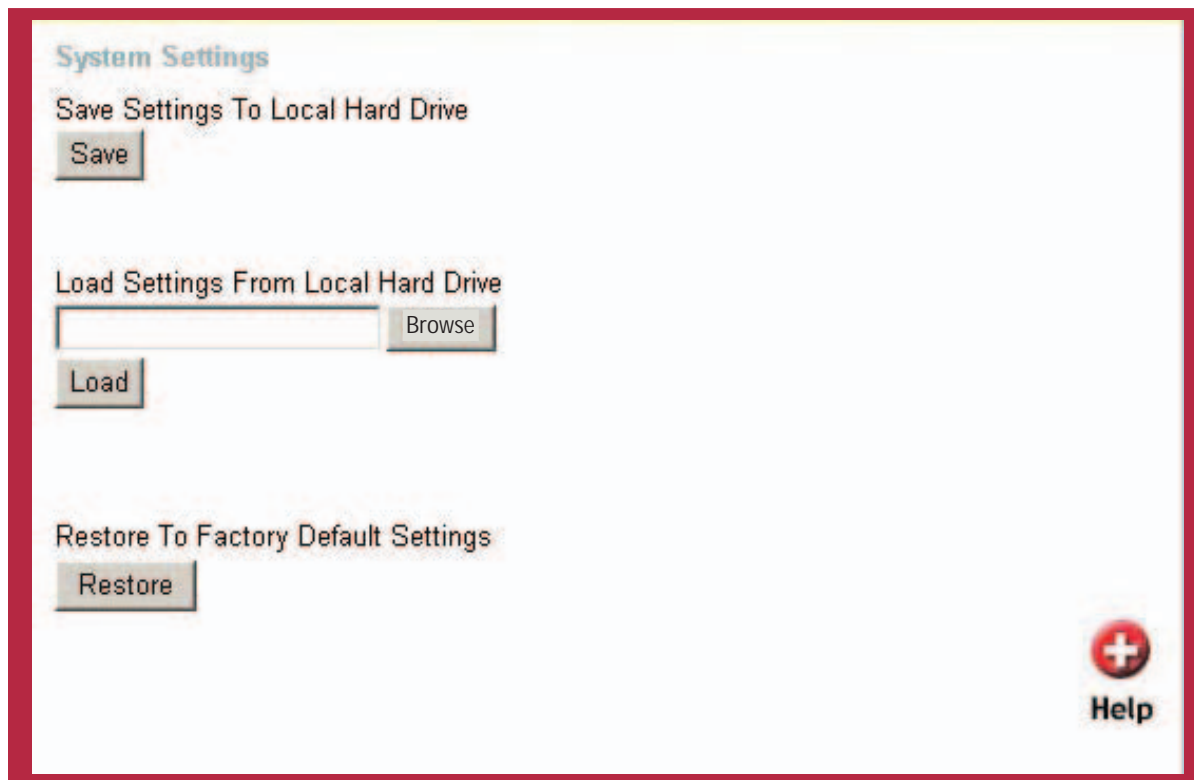 System Settings
Save Settings To Local Hard Drive
Save
Load Settings From Local Hard Drive
Browse
Load
Restore To Factory Default Settings
Restore
Help